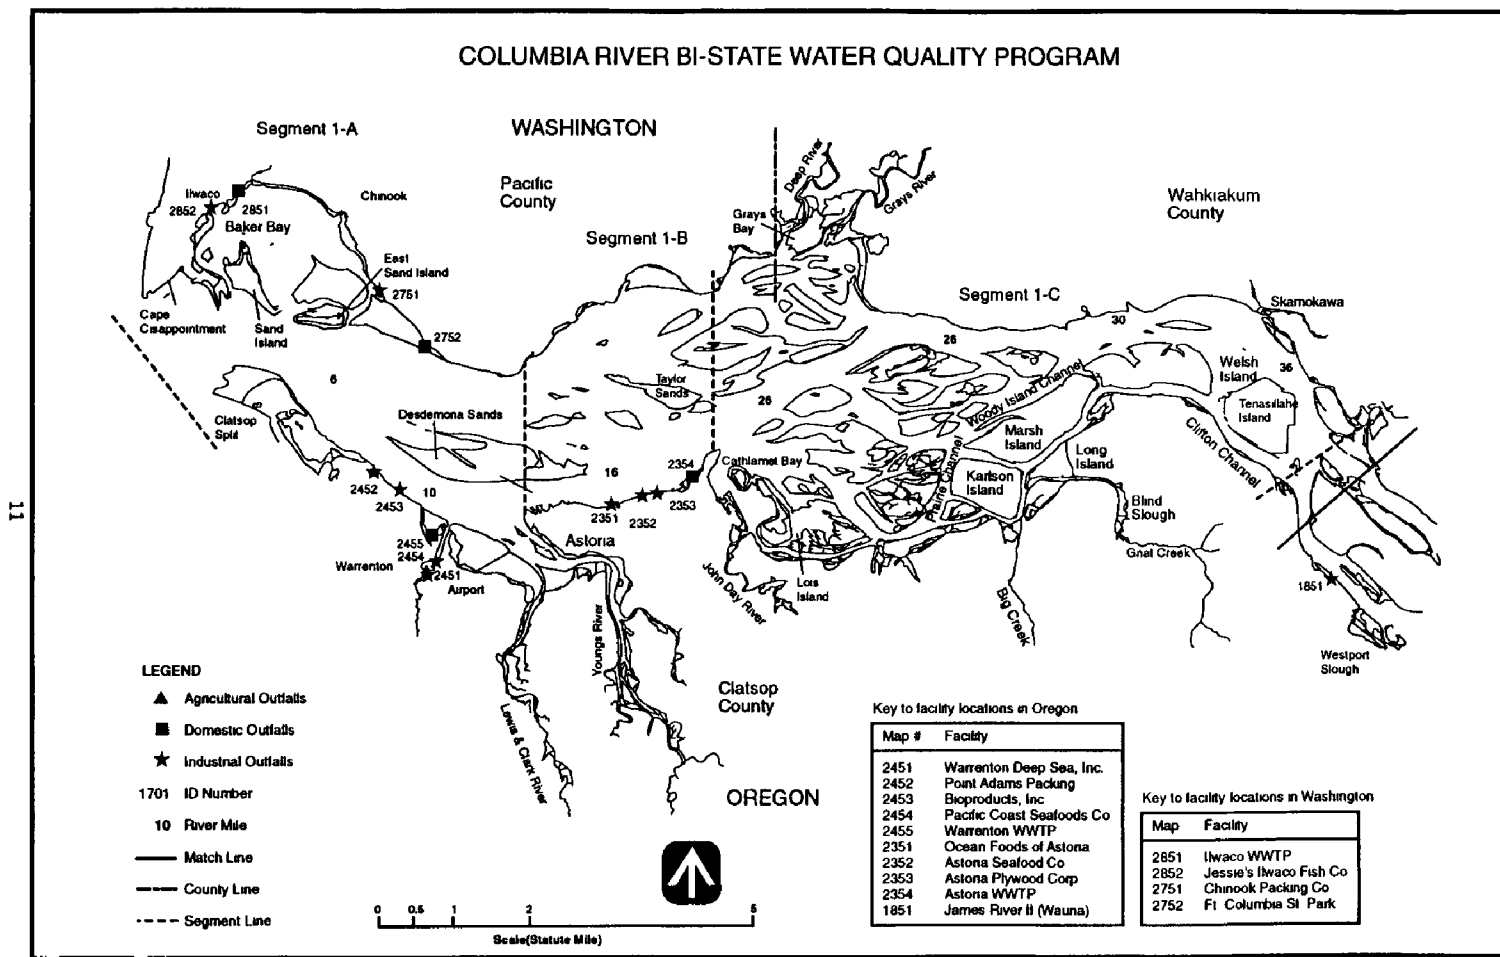 COLUMBIA RIVER BI-STATE WATER QUALITY PROGRAM
Segment 1-A
WASHINGTON
Pacific
County
Segment 1-B
Wahkiakum
County
Segment 1-C
Ilwaco
2852
2851
Baker Bay
Chinook
East
Sand Island
2751
2752
Cape
Disappointment
Sand
Island
Deep River
Grays River
Grays
Bay
Skamokawa
30
26
36
Welsh
Island
Tenasillahe
Island
6
Taylor
Sands
26
Woody Island Channel
Clatsop
Spit
Desdemona Sands
Marsh
Island
Clifton Channel
Long
Island
Prairie Channel
Karlson
Island
Cathlamet Bay
2354
16
2452
2453
10
2351
2352
2353
Astoria
Blind
Slough
Gnat Creek
2455
2454
2451
Warrenton
Airport
11
John Day River
Lois
Island
Big Creek
1851
Westport
Slough
Youngs River
Lewis & Clark River
Clatsop
County
OREGON
LEGEND
Agricultural Outfalls
Domestic Outfalls
Industrial Outfalls
1701 ID Number
10 River Mile
Match Line
County Line
Segment Line
0 0.5 1 2 5
Scale(Statute Mile)
Key to facility locations in Oregon
Map # Facility
2451 Warrenton Deep Sea, Inc.
2452 Point Adams Packing
2453 Bioproducts, Inc
2454 Pacific Coast Seafoods Co
2455 Warrenton WWTP
2351 Ocean Foods of Astoria
2352 Astoria Seafood Co
2353 Astoria Plywood Corp
2354 Astoria WWTP
1851 James River II (Wauna)
Key to facility locations in Washington
Map Facility
2851 Ilwaco WWTP
2852 Jessie's Ilwaco Fish Co
2751 Chinook Packing Co
2752 Ft Columbia St Park